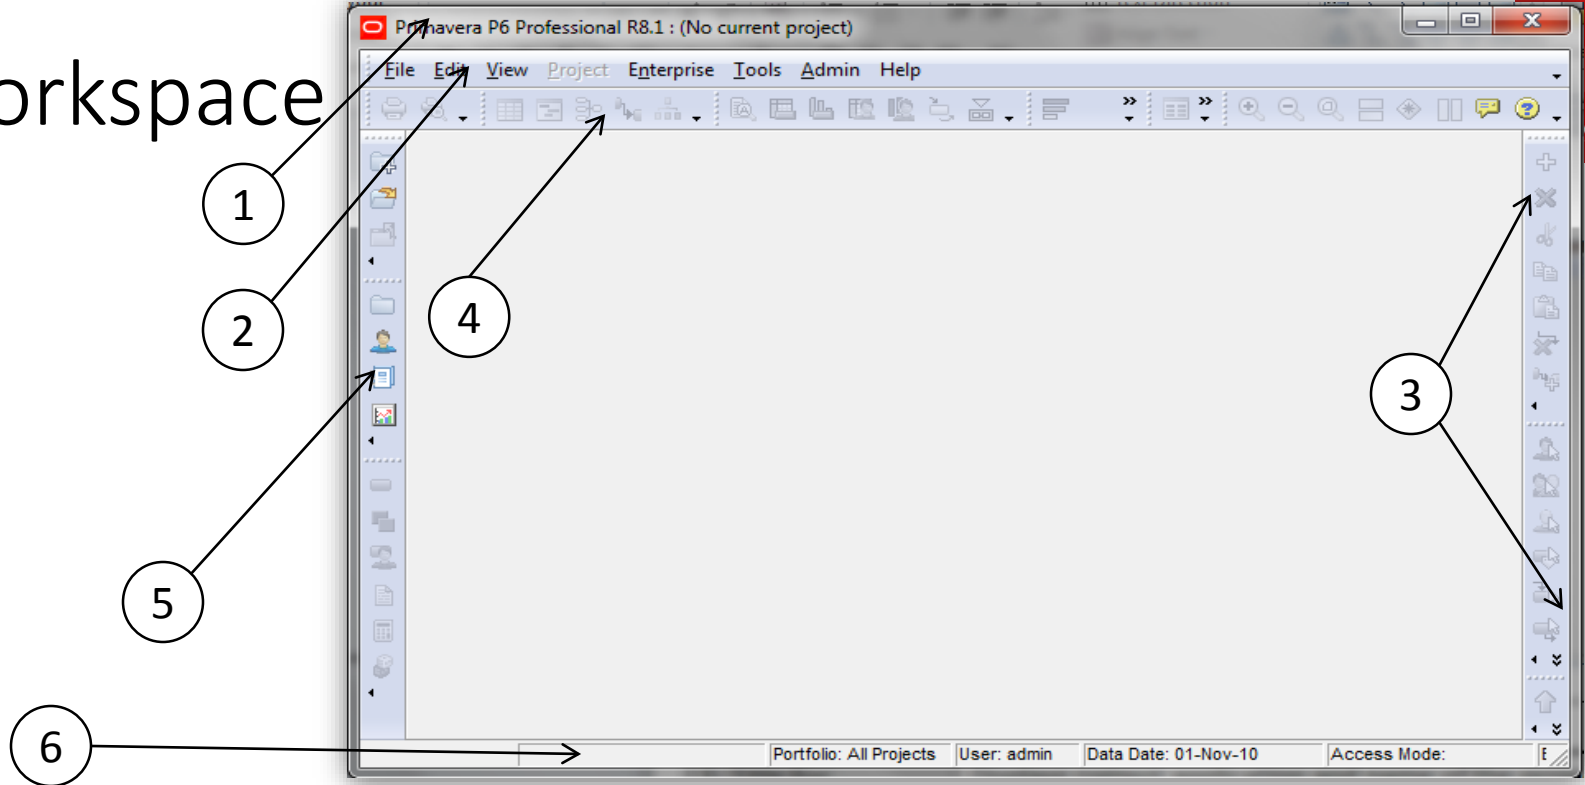 orkspace
Primavera P6 Professional R8.1 : (No current project)
File Edit View Project Enterprise Tools Admin Help
1
2
4
3
5
6
Portfolio: All Projects User: admin Data Date: 01-Nov-10 Access Mode: